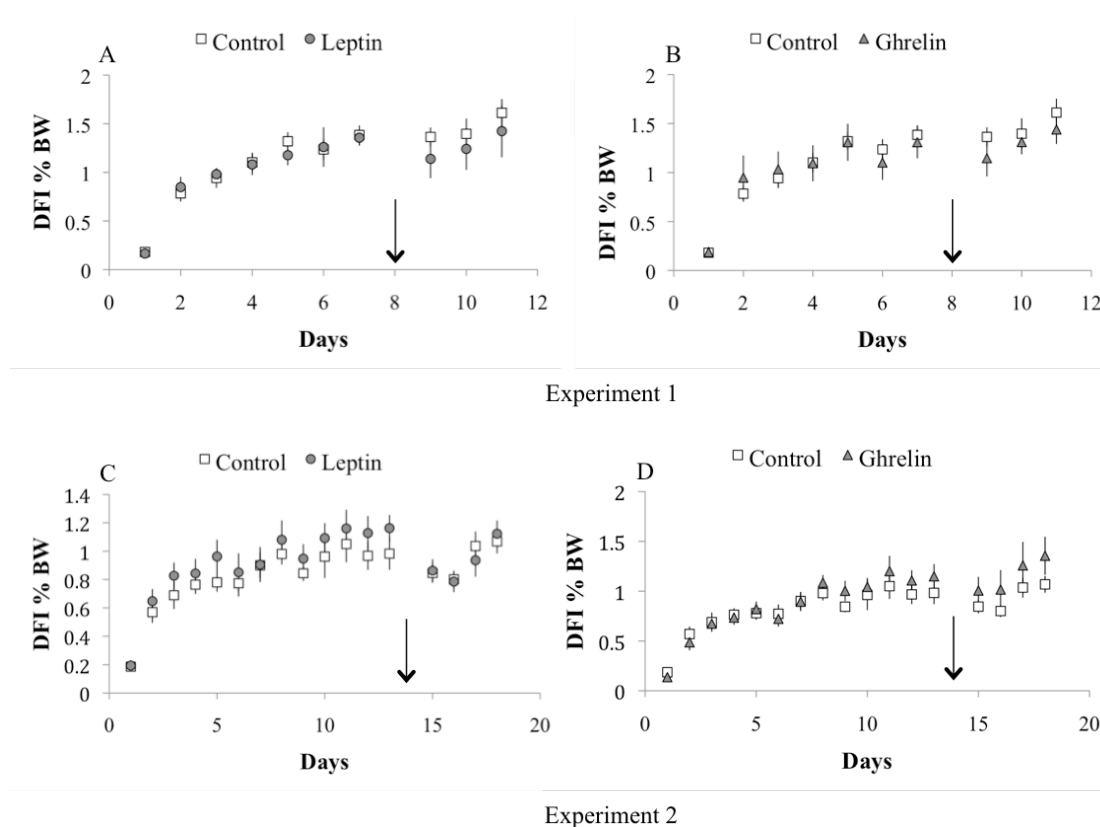 A
Control Leptin
2
1.5
1
0.5
0
DFI % BW
0 2 4 6 8 10 12
Days
B
Control Ghrelin
2
1.5
1
0.5
0
DFI % BW
0 2 4 6 8 10 12
Days
Experiment 1
C
Control Leptin
1.4
1.2
1
0.8
0.6
0.4
0.2
0
DFI % BW
0 5 10 15 20
Days
D
Control Ghrelin
2
1.5
1
0.5
0
DFI % BW
0 5 10 15 20
Days
Experiment 2